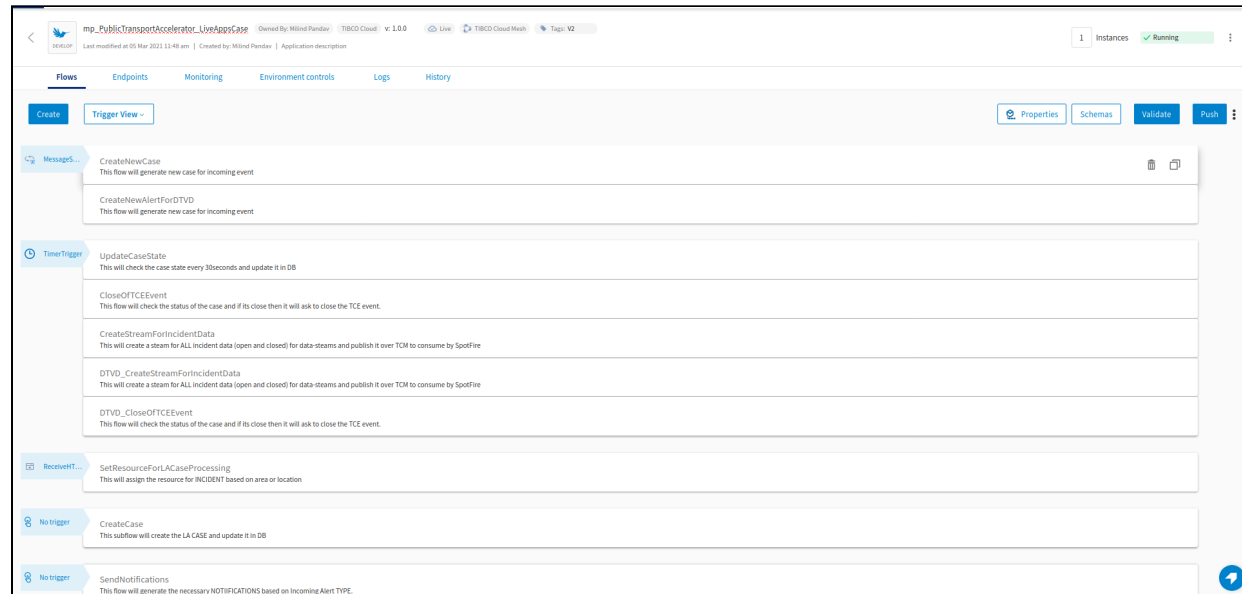 mp_PublicTransportAccelerator_LiveAppsCase Owned By: Milind Pandav TIBCO Cloud v: 1.0.0 Live TIBCO Cloud Mesh Tags: V2
DEVELOP
Last modified at 05 Mar 2021 11:48 am | Created by: Milind Pandav | Application description
1 Instances Running
Flows Endpoints Monitoring Environment controls Logs History
Create Trigger View Properties Schemas Validate Push
MessageS... CreateNewCase
This flow will generate new case for incoming event
CreateNewAlertForDTVD
This flow will generate new case for incoming event
TimerTrigger UpdateCaseState
This will check the case state every 30seconds and update it in DB
CloseOfTCEEvent
This flow will check the status of the case and if its close then it will ask to close the TCE event.
CreateStreamForIncidentData
This will create a steam for ALL incident data (open and closed) for data-steams and publish it over TCM to consume by SpotFire
DTVD_CreateStreamForIncidentData
This will create a steam for ALL incident data (open and closed) for data-steams and publish it over TCM to consume by SpotFire
DTVD_CloseOfTCEEvent
This flow will check the status of the case and if its close then it will ask to close the TCE event.
ReceiveHT... SetResourceForLACaseProcessing
This will assign the resource for INCIDENT based on area or location
No trigger CreateCase
This subflow will create the LA CASE and update it in DB
No trigger SendNotifications
This flow will generate the necessary NOTIIFICATIONS based on Incoming Alert TYPE.